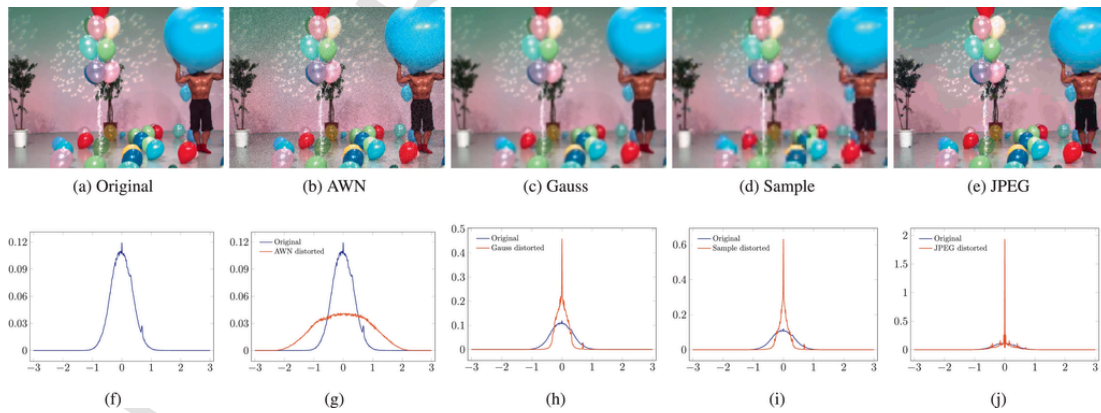 (a) Original
(b) AWN
(c) Gauss
(d) Sample
(e) JPEG
0.12
0.09
0.06
0.03
0
−3 −2 −1 0 1 2 3
(f)
Original
AWN distorted
0.12
0.09
0.06
0.03
0
−3 −2 −1 0 1 2 3
(g)
Original
Gauss distorted
0.5
0.4
0.3
0.2
0.1
0
−3 −2 −1 0 1 2 3
(h)
Original
Sample distorted
0.6
0.4
0.2
0
−3 −2 −1 0 1 2 3
(i)
Original
JPEG distorted
2
1.5
1
0.5
0
−3 −2 −1 0 1 2 3
(j)